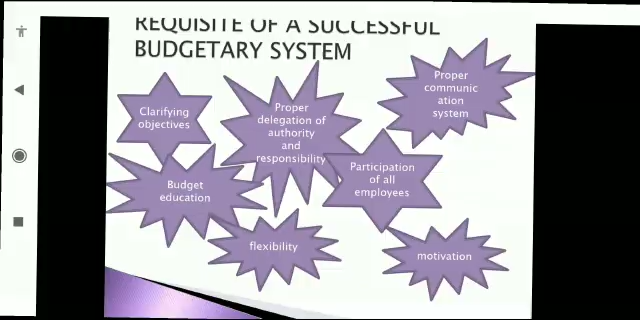 REQUISITE OF A SUCCESSFUL
BUDGETARY SYSTEM
Clarifying
objectives
Proper
delegation of
authority
and
responsibility
Proper
communic
ation
system
Budget
education
Participation
of all
employees
flexibility
motivation